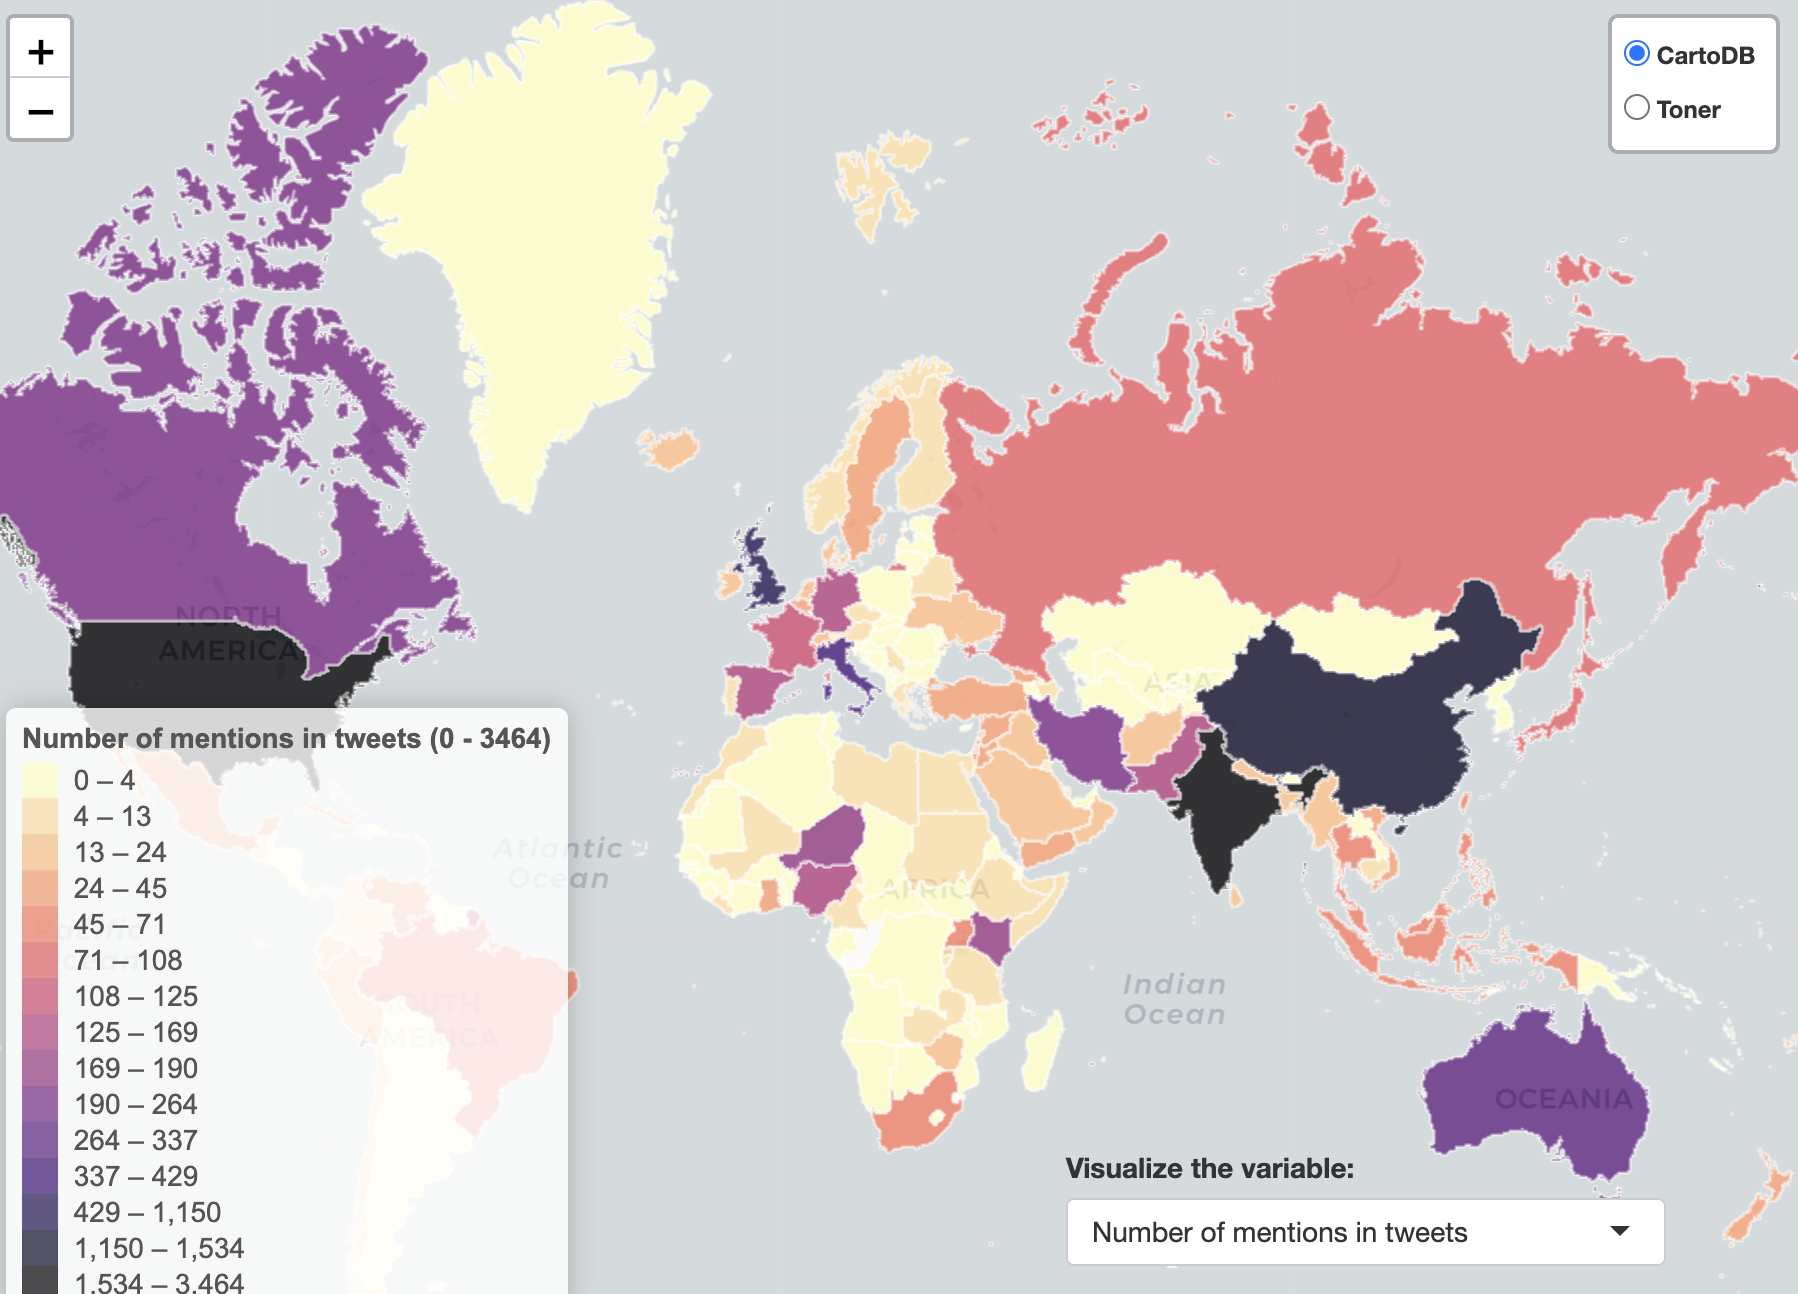 +
−
CartoDB
Toner
NORTH
AMERICA
ASIA
Number of mentions in tweets (0 - 3464)
0 – 4
4 – 13
13 – 24
24 – 45
45 – 71
71 – 108
108 – 125
125 – 169
169 – 190
190 – 264
264 – 337
337 – 429
429 – 1,150
1,150 – 1,534
1,534 – 3,464
Atlantic
Ocean
AFRICA
Pacific
Ocean
SOUTH
AMERICA
Indian
Ocean
OCEANIA
Visualize the variable:
Number of mentions in tweets